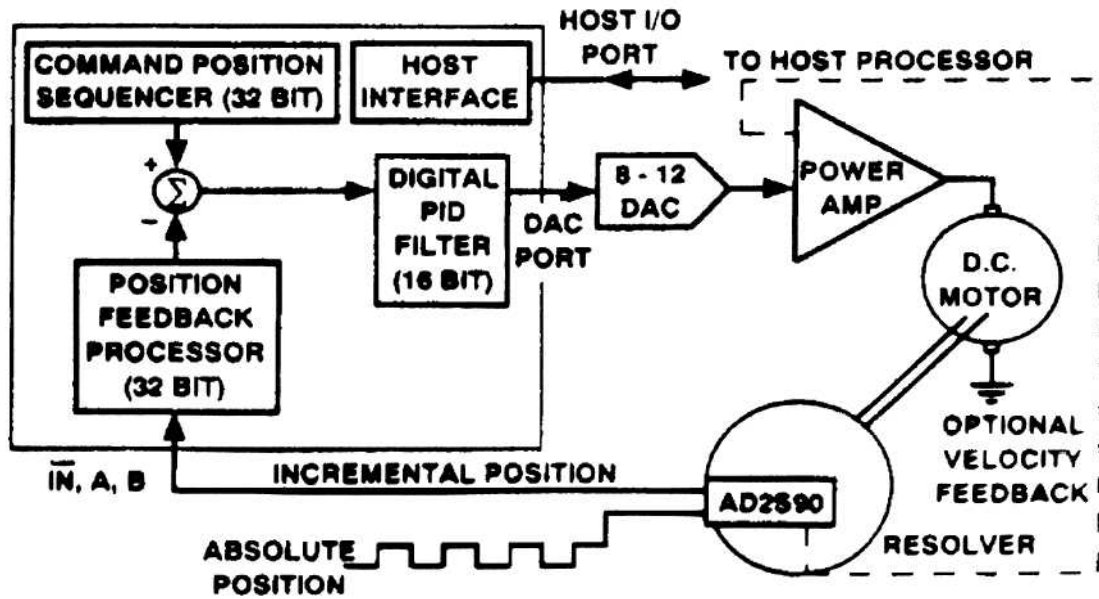 COMMAND POSITION
SEQUENCER (32 BIT)
HOST
INTERFACE
HOST I/O
PORT
TO HOST PROCESSOR
+
Σ
−
DIGITAL
PID
FILTER
(16 BIT)
DAC
PORT
8 - 12
DAC
POWER
AMP
D.C.
MOTOR
POSITION
FEEDBACK
PROCESSOR
(32 BIT)
OPTIONAL
VELOCITY
FEEDBACK
I̅N̅, A, B
INCREMENTAL POSITION
AD2S90
RESOLVER
ABSOLUTE
POSITION